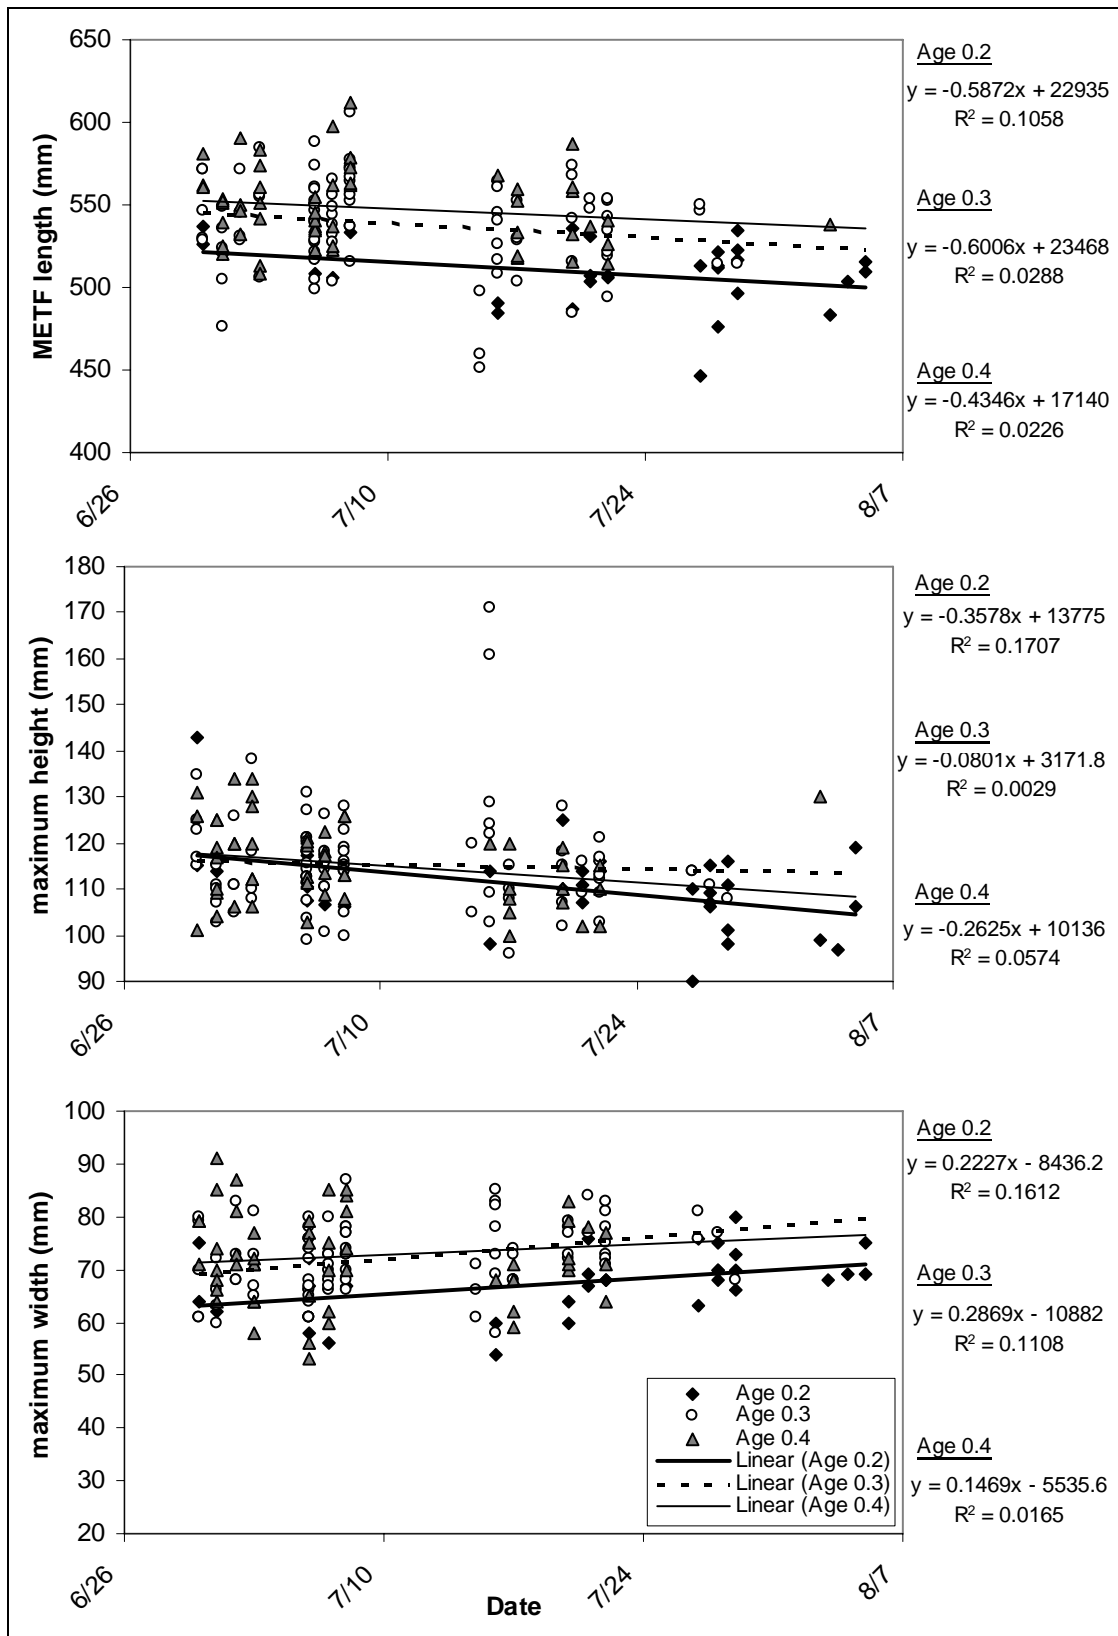 METF length (mm)
650
600
550
500
450
400
6/26
7/10
7/24
8/7
Age 0.2
y = -0.5872x + 22935
R² = 0.1058
Age 0.3
y = -0.6006x + 23468
R² = 0.0288
Age 0.4
y = -0.4346x + 17140
R² = 0.0226
maximum height (mm)
180
170
160
150
140
130
120
110
100
90
6/26
7/10
7/24
8/7
Age 0.2
y = -0.3578x + 13775
R² = 0.1707
Age 0.3
y = -0.0801x + 3171.8
R² = 0.0029
Age 0.4
y = -0.2625x + 10136
R² = 0.0574
maximum width (mm)
100
90
80
70
60
50
40
30
20
6/26
7/10
7/24
8/7
Date
Age 0.2
Age 0.3
Age 0.4
Linear (Age 0.2)
Linear (Age 0.3)
Linear (Age 0.4)
Age 0.2
y = 0.2227x - 8436.2
R² = 0.1612
Age 0.3
y = 0.2869x - 10882
R² = 0.1108
Age 0.4
y = 0.1469x - 5535.6
R² = 0.0165